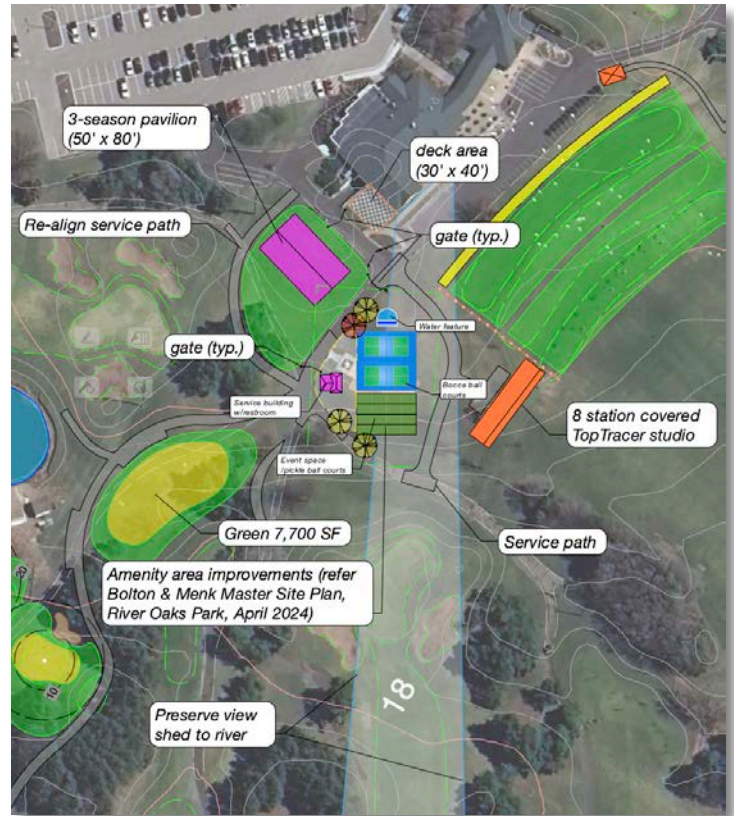 3-season pavilion
(50' x 80')
deck area
(30' x 40')
Re-align service path
gate (typ.)
Water feature
gate (typ.)
Bocce ball
courts
Service building
w/restroom
8 station covered
TopTracer studio
Event space
/pickle ball courts
Green 7,700 SF
Service path
Amenity area improvements (refer
Bolton & Menk Master Site Plan,
River Oaks Park, April 2024)
20
10
18
Preserve view
shed to river